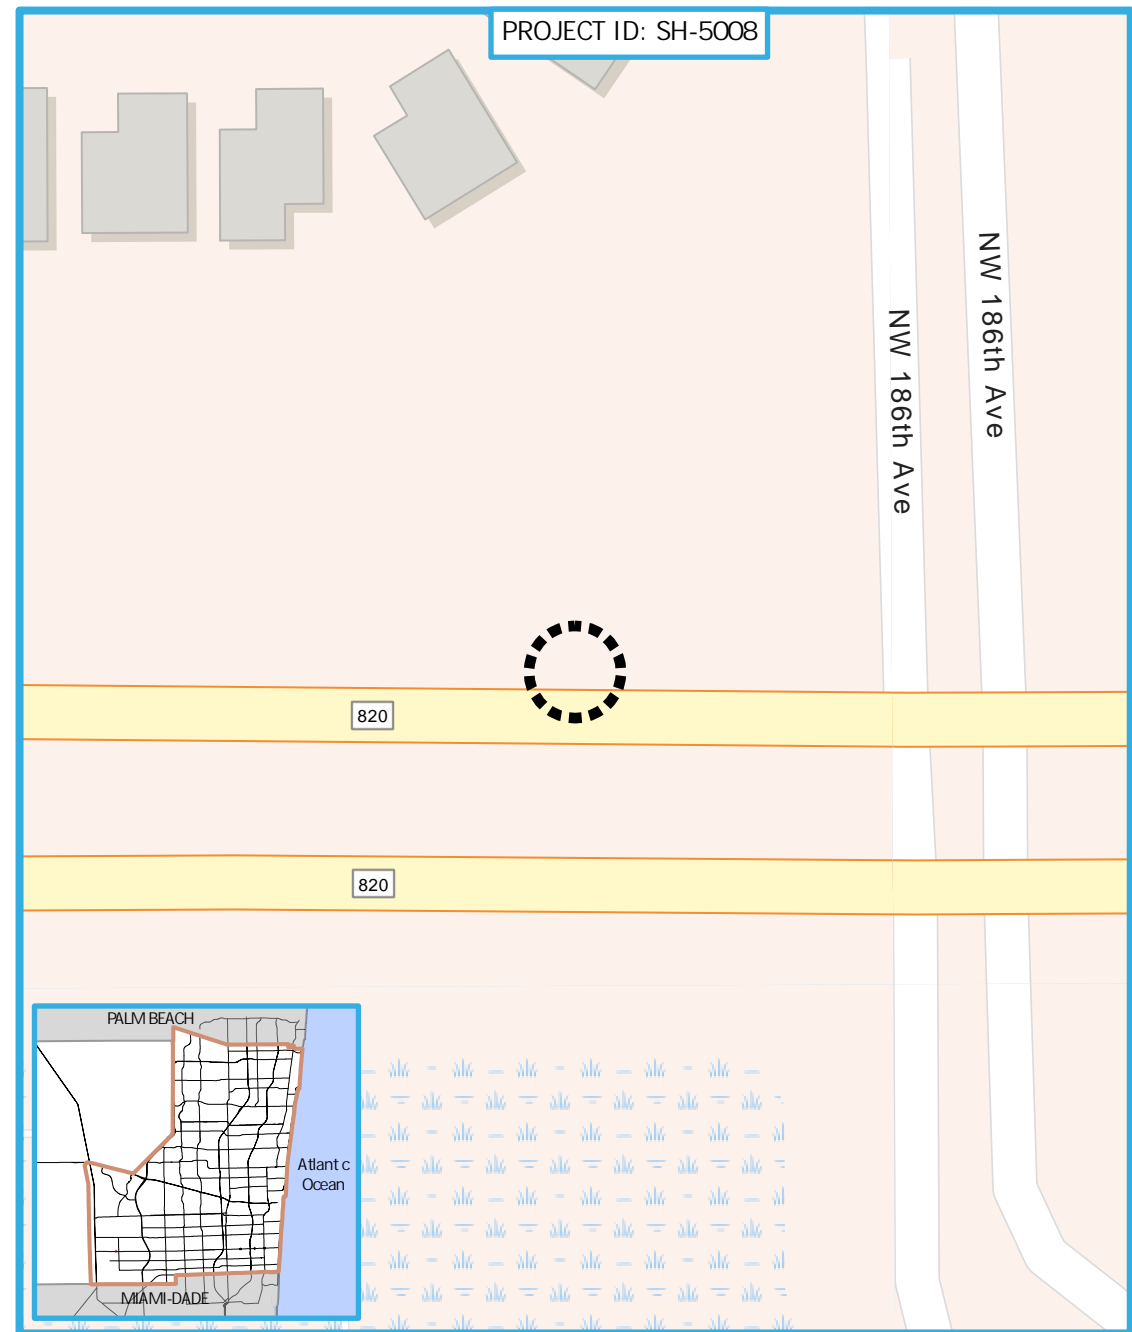 PROJECT ID: SH-5008
NW 186th Ave
NW 186th Ave
820
820
PALM BEACH
Atlant c
Ocean
MIAMI-DADE